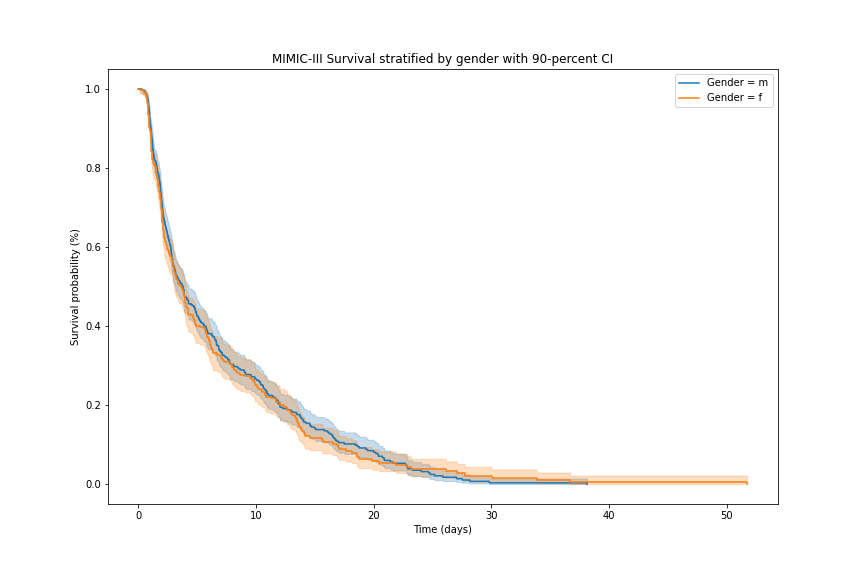 MIMIC-III Survival stratified by gender with 90-percent CI
Gender = m
Gender = f
Survival probability (%)
1.0
0.8
0.6
0.4
0.2
0.0
0 10 20 30 40 50
Time (days)